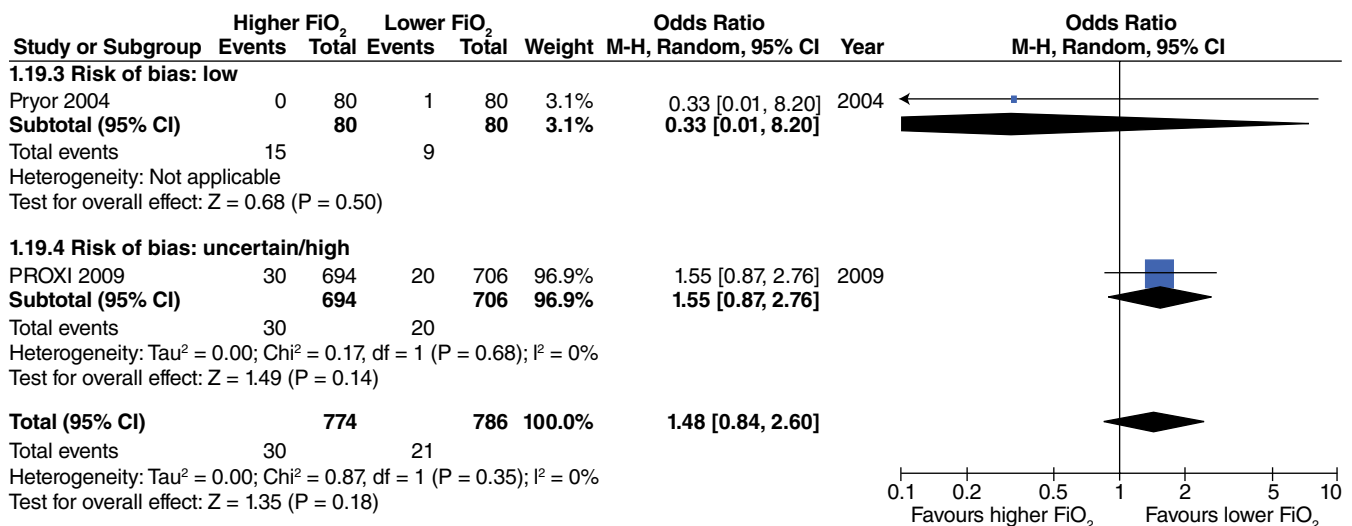 Higher FiO₂ Lower FiO₂ Odds Ratio Odds Ratio
Study or Subgroup Events Total Events Total Weight M-H, Random, 95% CI Year M-H, Random, 95% CI
1.19.3 Risk of bias: low
Pryor 2004 0 80 1 80 3.1% 0.33 [0.01, 8.20] 2004
Subtotal (95% CI) 80 80 3.1% 0.33 [0.01, 8.20]
Total events 15 9
Heterogeneity: Not applicable
Test for overall effect: Z = 0.68 (P = 0.50)
1.19.4 Risk of bias: uncertain/high
PROXI 2009 30 694 20 706 96.9% 1.55 [0.87, 2.76] 2009
Subtotal (95% CI) 694 706 96.9% 1.55 [0.87, 2.76]
Total events 30 20
Heterogeneity: Tau² = 0.00; Chi² = 0.17, df = 1 (P = 0.68); I² = 0%
Test for overall effect: Z = 1.49 (P = 0.14)
Total (95% CI) 774 786 100.0% 1.48 [0.84, 2.60]
Total events 30 21
Heterogeneity: Tau² = 0.00; Chi² = 0.87, df = 1 (P = 0.35); I² = 0%
Test for overall effect: Z = 1.35 (P = 0.18)
0.1 0.2 0.5 1 2 5 10
Favours higher FiO₂ Favours lower FiO₂